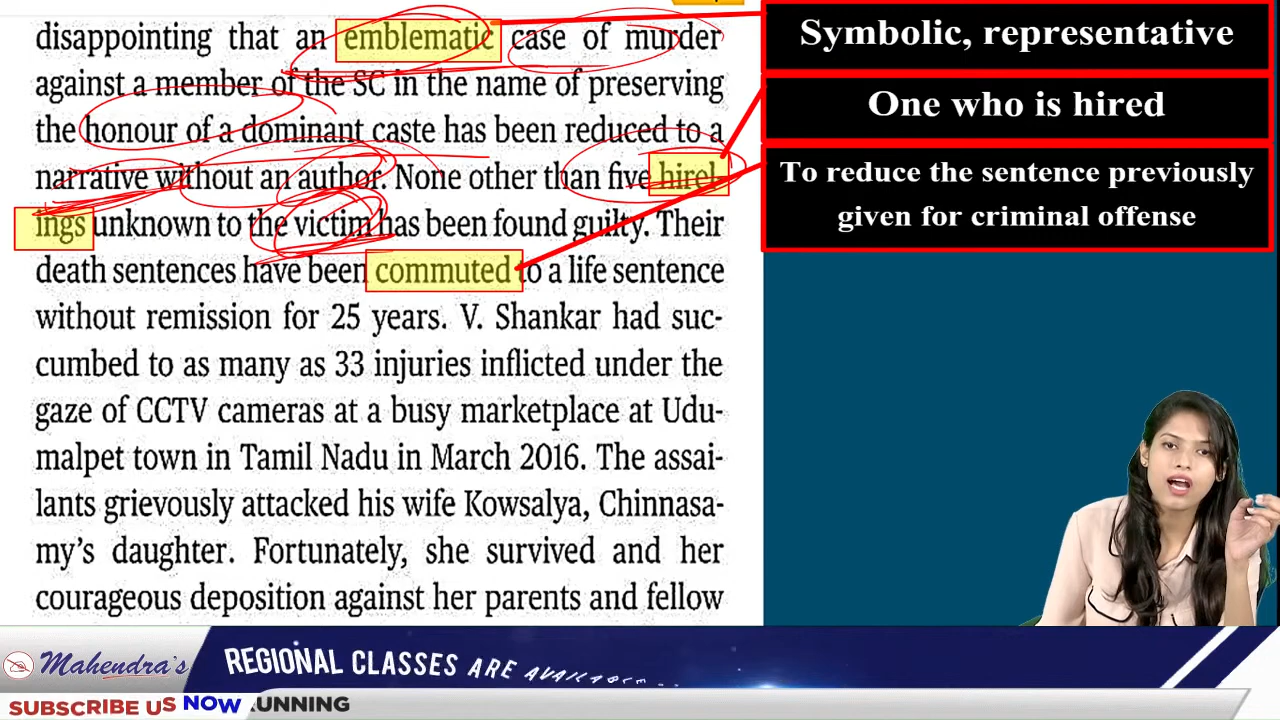 disappointing that an emblematic case of murder
against a member of the SC in the name of preserving
the honour of a dominant caste has been reduced to a
narrative without an author. None other than five hirel-
ings unknown to the victim has been found guilty. Their
death sentences have been commuted to a life sentence
without remission for 25 years. V. Shankar had suc-
cumbed to as many as 33 injuries inflicted under the
gaze of CCTV cameras at a busy marketplace at Udu-
malpet town in Tamil Nadu in March 2016. The assai-
lants grievously attacked his wife Kowsalya, Chinnasa-
my's daughter. Fortunately, she survived and her
courageous deposition against her parents and fellow
Symbolic, representative
One who is hired
To reduce the sentence previously
given for criminal offense
Mahendra's
REGIONAL CLASSES ARE AVAILABLE
SUBSCRIBE US NOW RUNNING